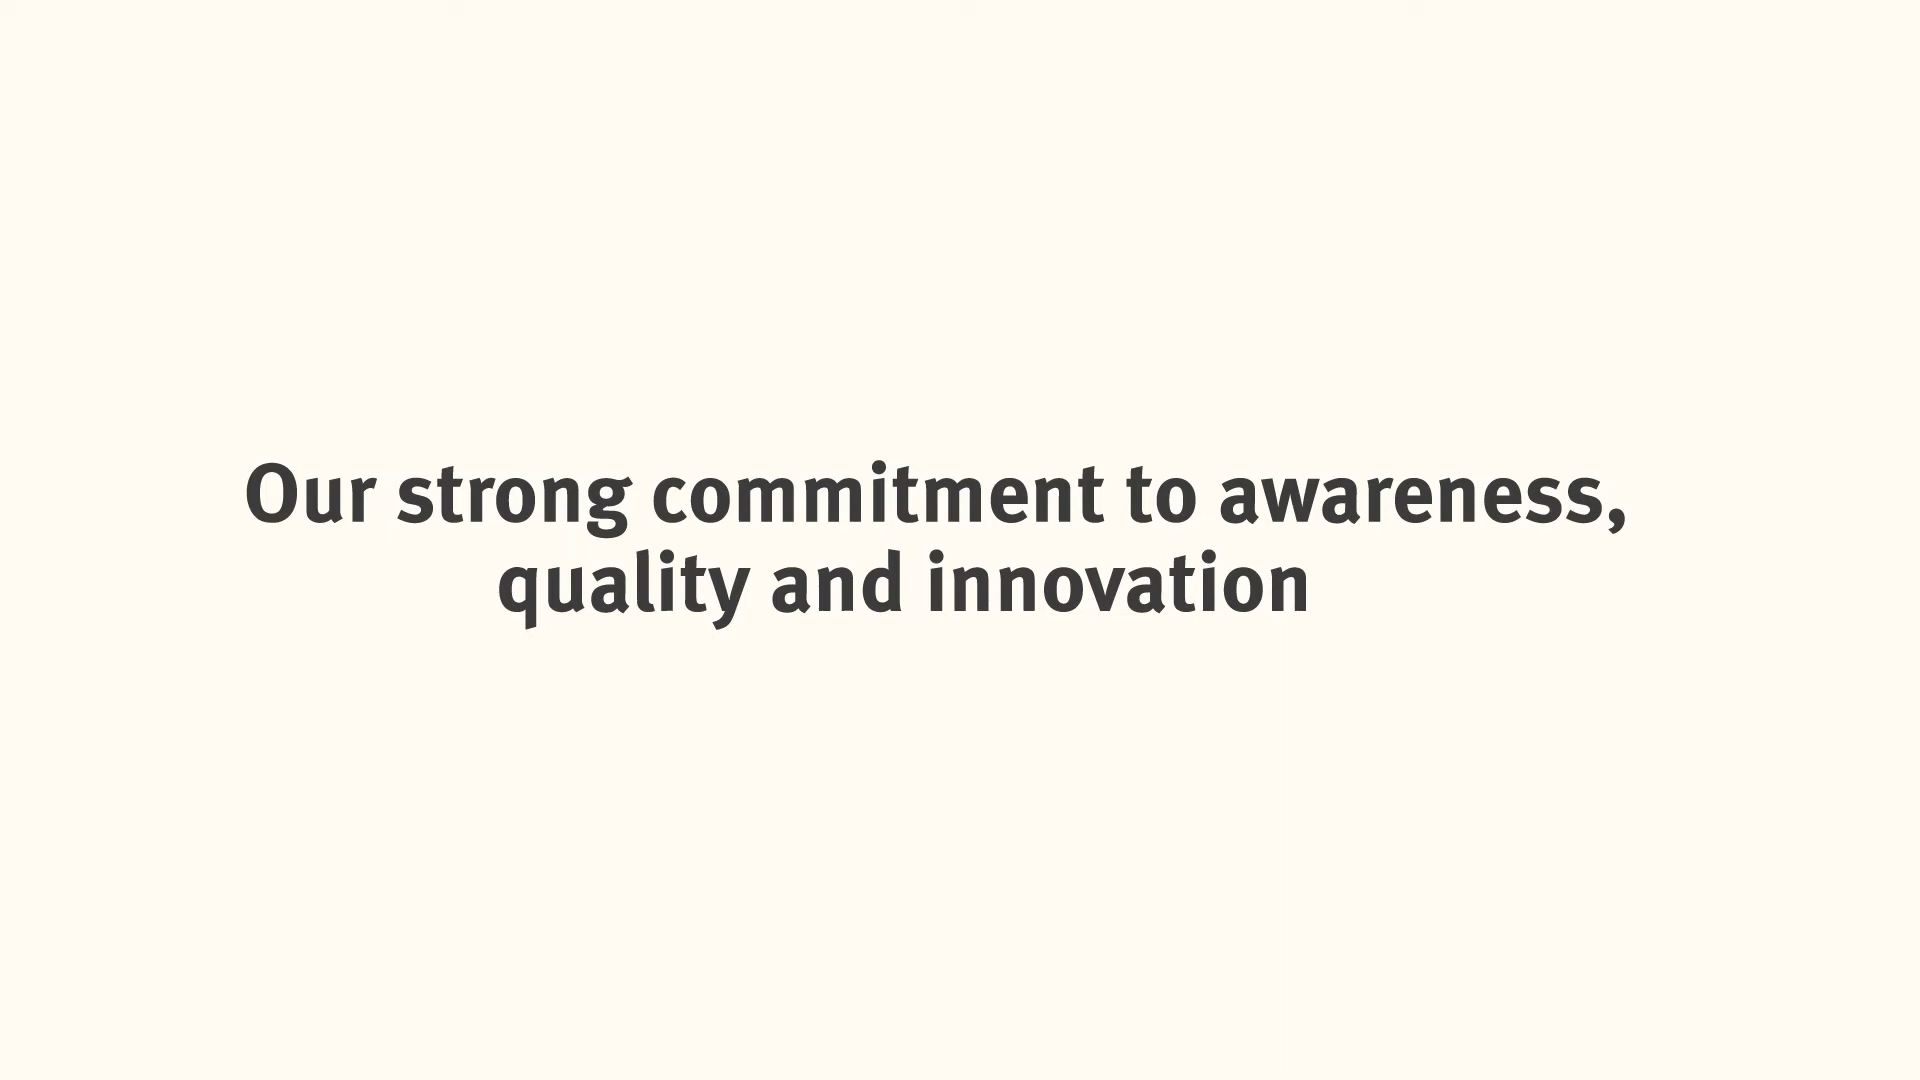 Our strong commitment to awareness,
quality and innovation